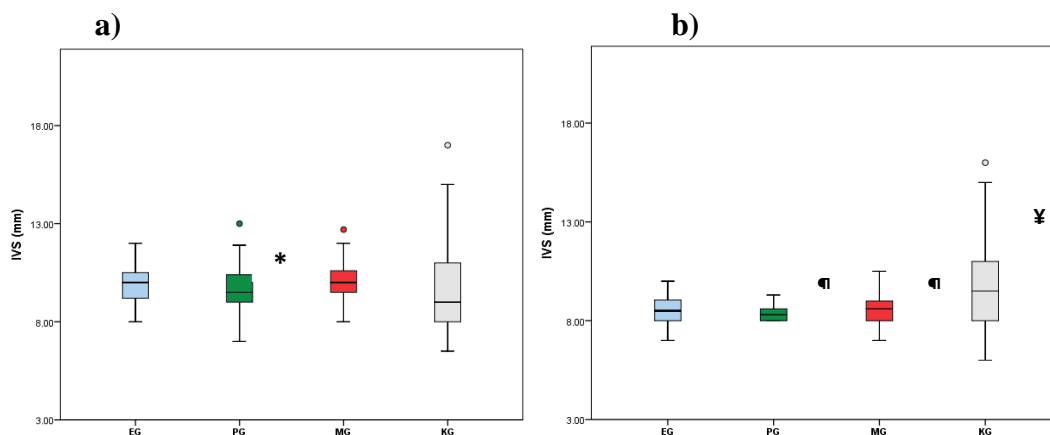 a)
IVS (mm)
18.00
13.00
8.00
3.00
*
EG PG MG KG
b)
IVS (mm)
18.00
13.00
8.00
3.00
¶ ¶ ¥
EG PG MG KG